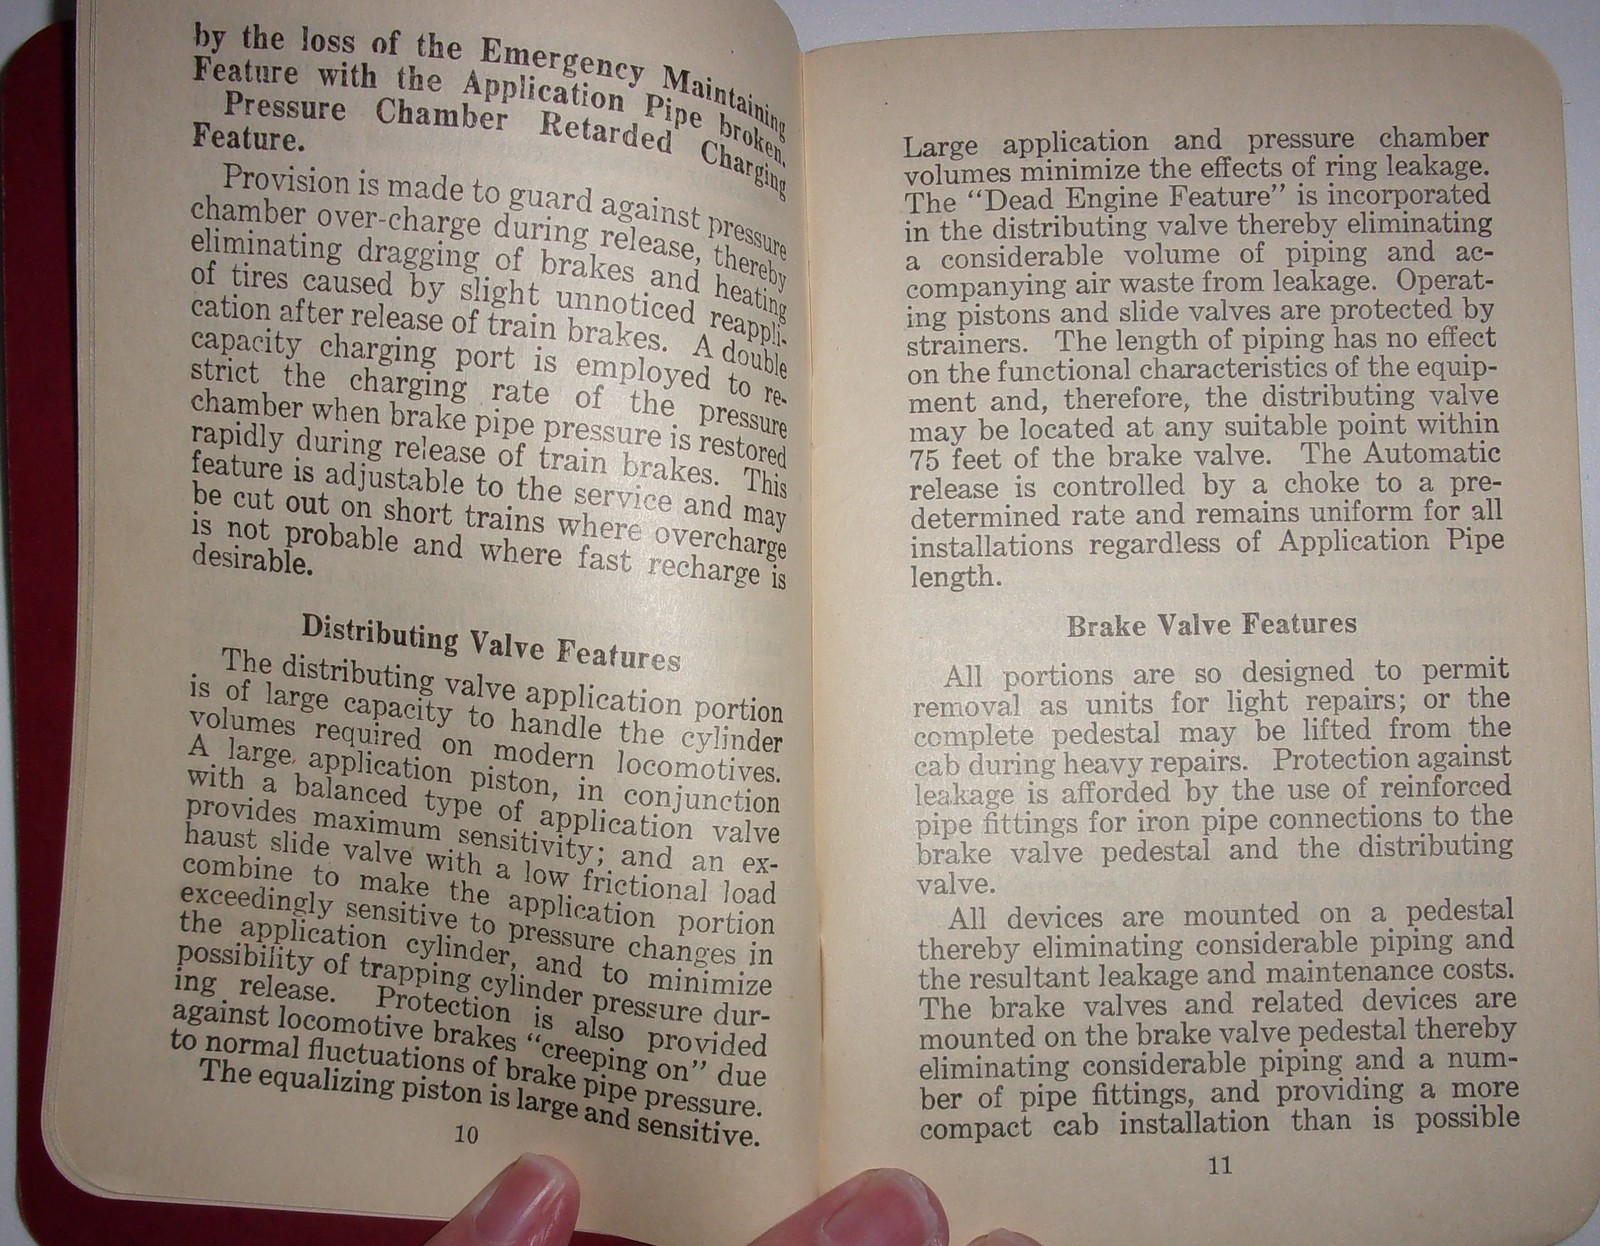 by the loss of the Emergency Maintaining
Feature with the Application Pipe broken.
Pressure Chamber Retarded Charging
Feature.
Provision is made to guard against pressure
chamber over-charge during release, thereby
eliminating dragging of brakes and heating
of tires caused by slight unnoticed reappli-
cation after release of train brakes. A double
capacity charging port is employed to re-
strict the charging rate of the pressure
chamber when brake pipe pressure is restored
rapidly during release of train brakes. This
feature is adjustable to the service and may
be cut out on short trains where overcharge
is not probable and where fast recharge is
desirable.
Distributing Valve Features
The distributing valve application portion
is of large capacity to handle the cylinder
volumes required on modern locomotives.
A large application piston, in conjunction
with a balanced type of application valve
provides maximum sensitivity; and an ex-
haust slide valve with a low frictional load
combine to make the application portion
exceedingly sensitive to pressure changes in
the application cylinder, and to minimize
possibility of trapping cylinder pressure dur-
ing release. Protection is also provided
against locomotive brakes "creeping on" due
to normal fluctuations of brake pipe pressure.
The equalizing piston is large and sensitive.
10
Large application and pressure chamber
volumes minimize the effects of ring leakage.
The "Dead Engine Feature" is incorporated
in the distributing valve thereby eliminating
a considerable volume of piping and ac-
companying air waste from leakage. Operat-
ing pistons and slide valves are protected by
strainers. The length of piping has no effect
on the functional characteristics of the equip-
ment and, therefore, the distributing valve
may be located at any suitable point within
75 feet of the brake valve. The Automatic
release is controlled by a choke to a pre-
determined rate and remains uniform for all
installations regardless of Application Pipe
length.
Brake Valve Features
All portions are so designed to permit
removal as units for light repairs; or the
complete pedestal may be lifted from the
cab during heavy repairs. Protection against
leakage is afforded by the use of reinforced
pipe fittings for iron pipe connections to the
brake valve pedestal and the distributing
valve.
All devices are mounted on a pedestal
thereby eliminating considerable piping and
the resultant leakage and maintenance costs.
The brake valves and related devices are
mounted on the brake valve pedestal thereby
eliminating considerable piping and a num-
ber of pipe fittings, and providing a more
compact cab installation than is possible
11